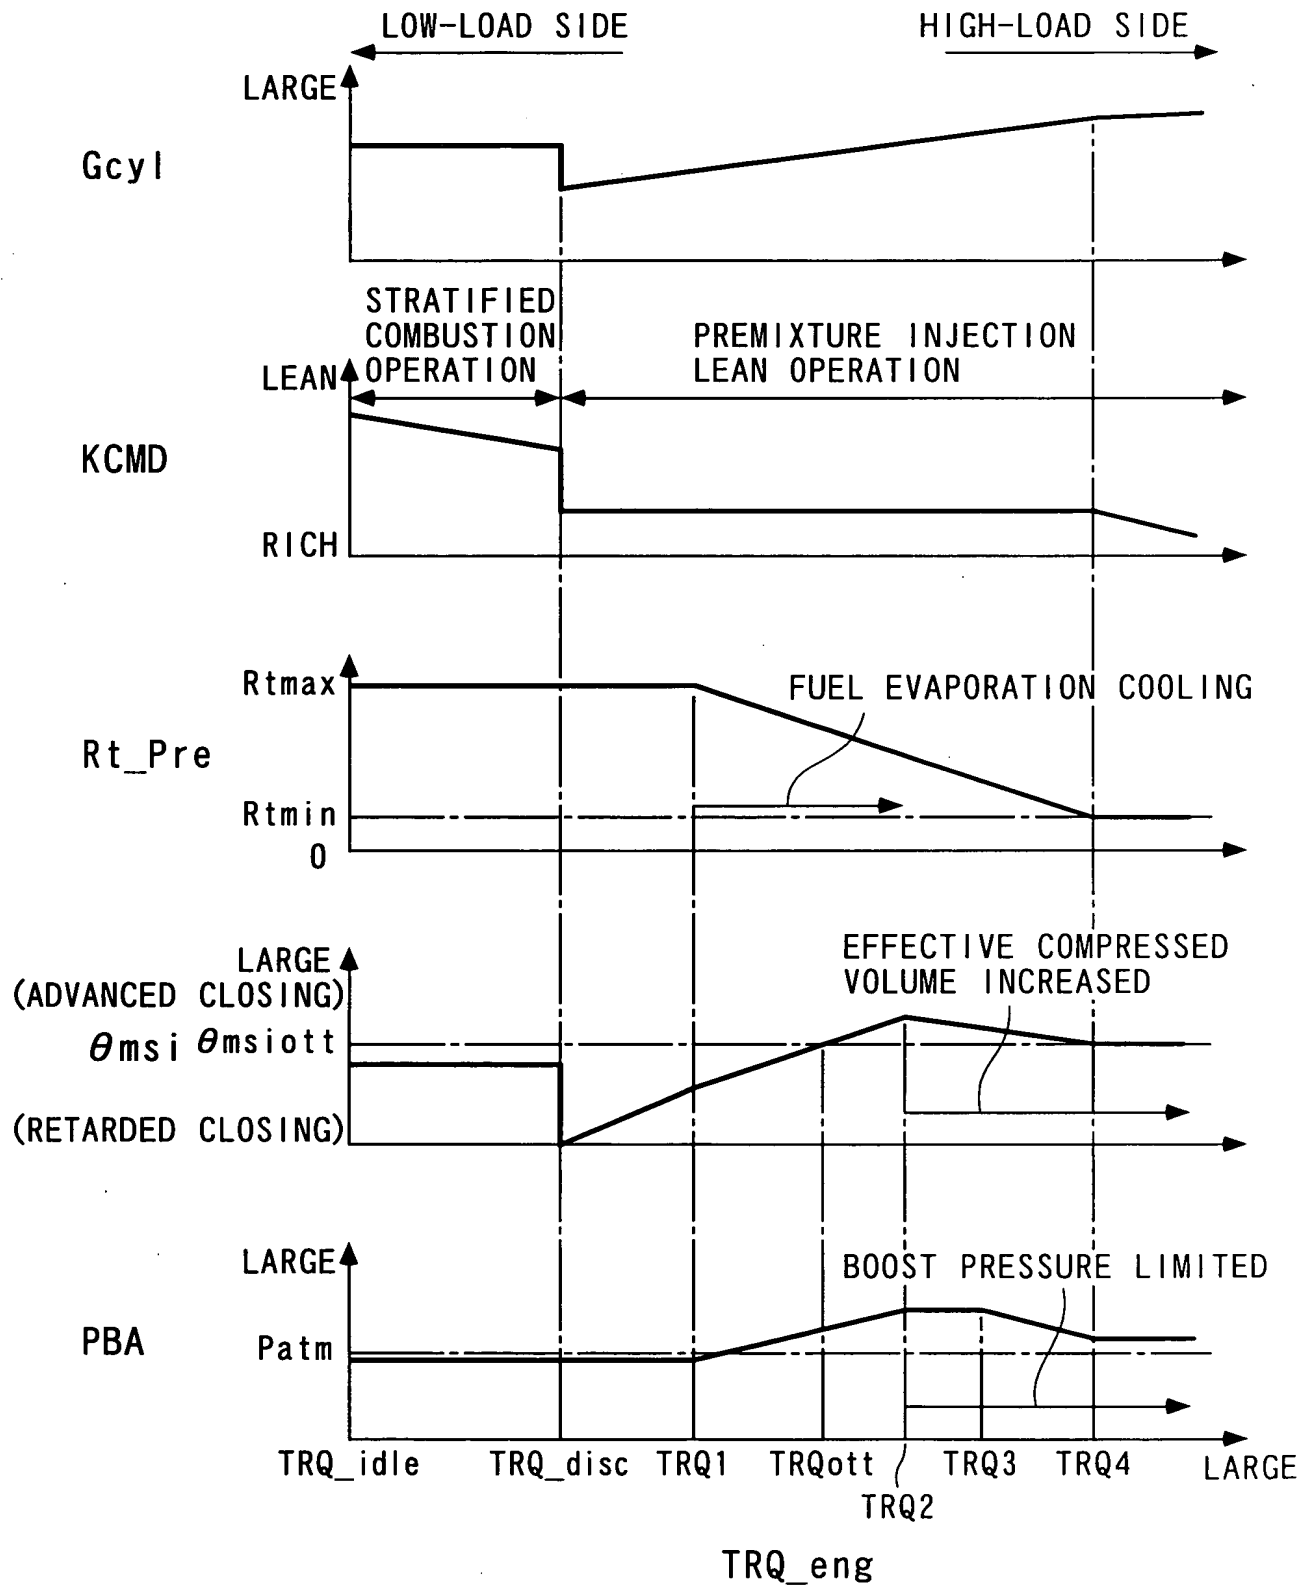 LOW-LOAD SIDE
HIGH-LOAD SIDE
LARGE
Gcyl
STRATIFIED
COMBUSTION
OPERATION
PREMIXTURE INJECTION
LEAN OPERATION
LEAN
KCMD
RICH
Rtmax
FUEL EVAPORATION COOLING
Rt_Pre
Rtmin
0
EFFECTIVE COMPRESSED
VOLUME INCREASED
LARGE
(ADVANCED CLOSING)
θmsi θmsiott
(RETARDED CLOSING)
LARGE
BOOST PRESSURE LIMITED
PBA
Patm
TRQ_idle TRQ_disc TRQ1 TRQott TRQ3 TRQ4 LARGE
TRQ2
TRQ_eng